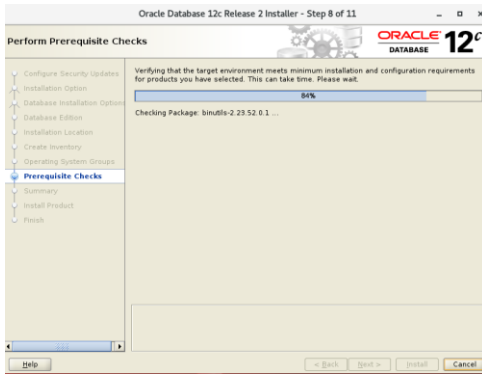 Oracle Database 12c Release 2 Installer - Step 8 of 11
Perform Prerequisite Checks
ORACLE
DATABASE
12c
Configure Security Updates
Installation Option
Database Installation Option
Database Edition
Installation Location
Create Inventory
Operating System Groups
Prerequisite Checks
Summary
Install Product
Finish
Verifying that the target environment meets minimum installation and configuration requirements
for products you have selected. This can take time. Please wait.
84%
Checking Package: binutils-2.23.52.0.1 ...
Help
< Back
Next >
Install
Cancel